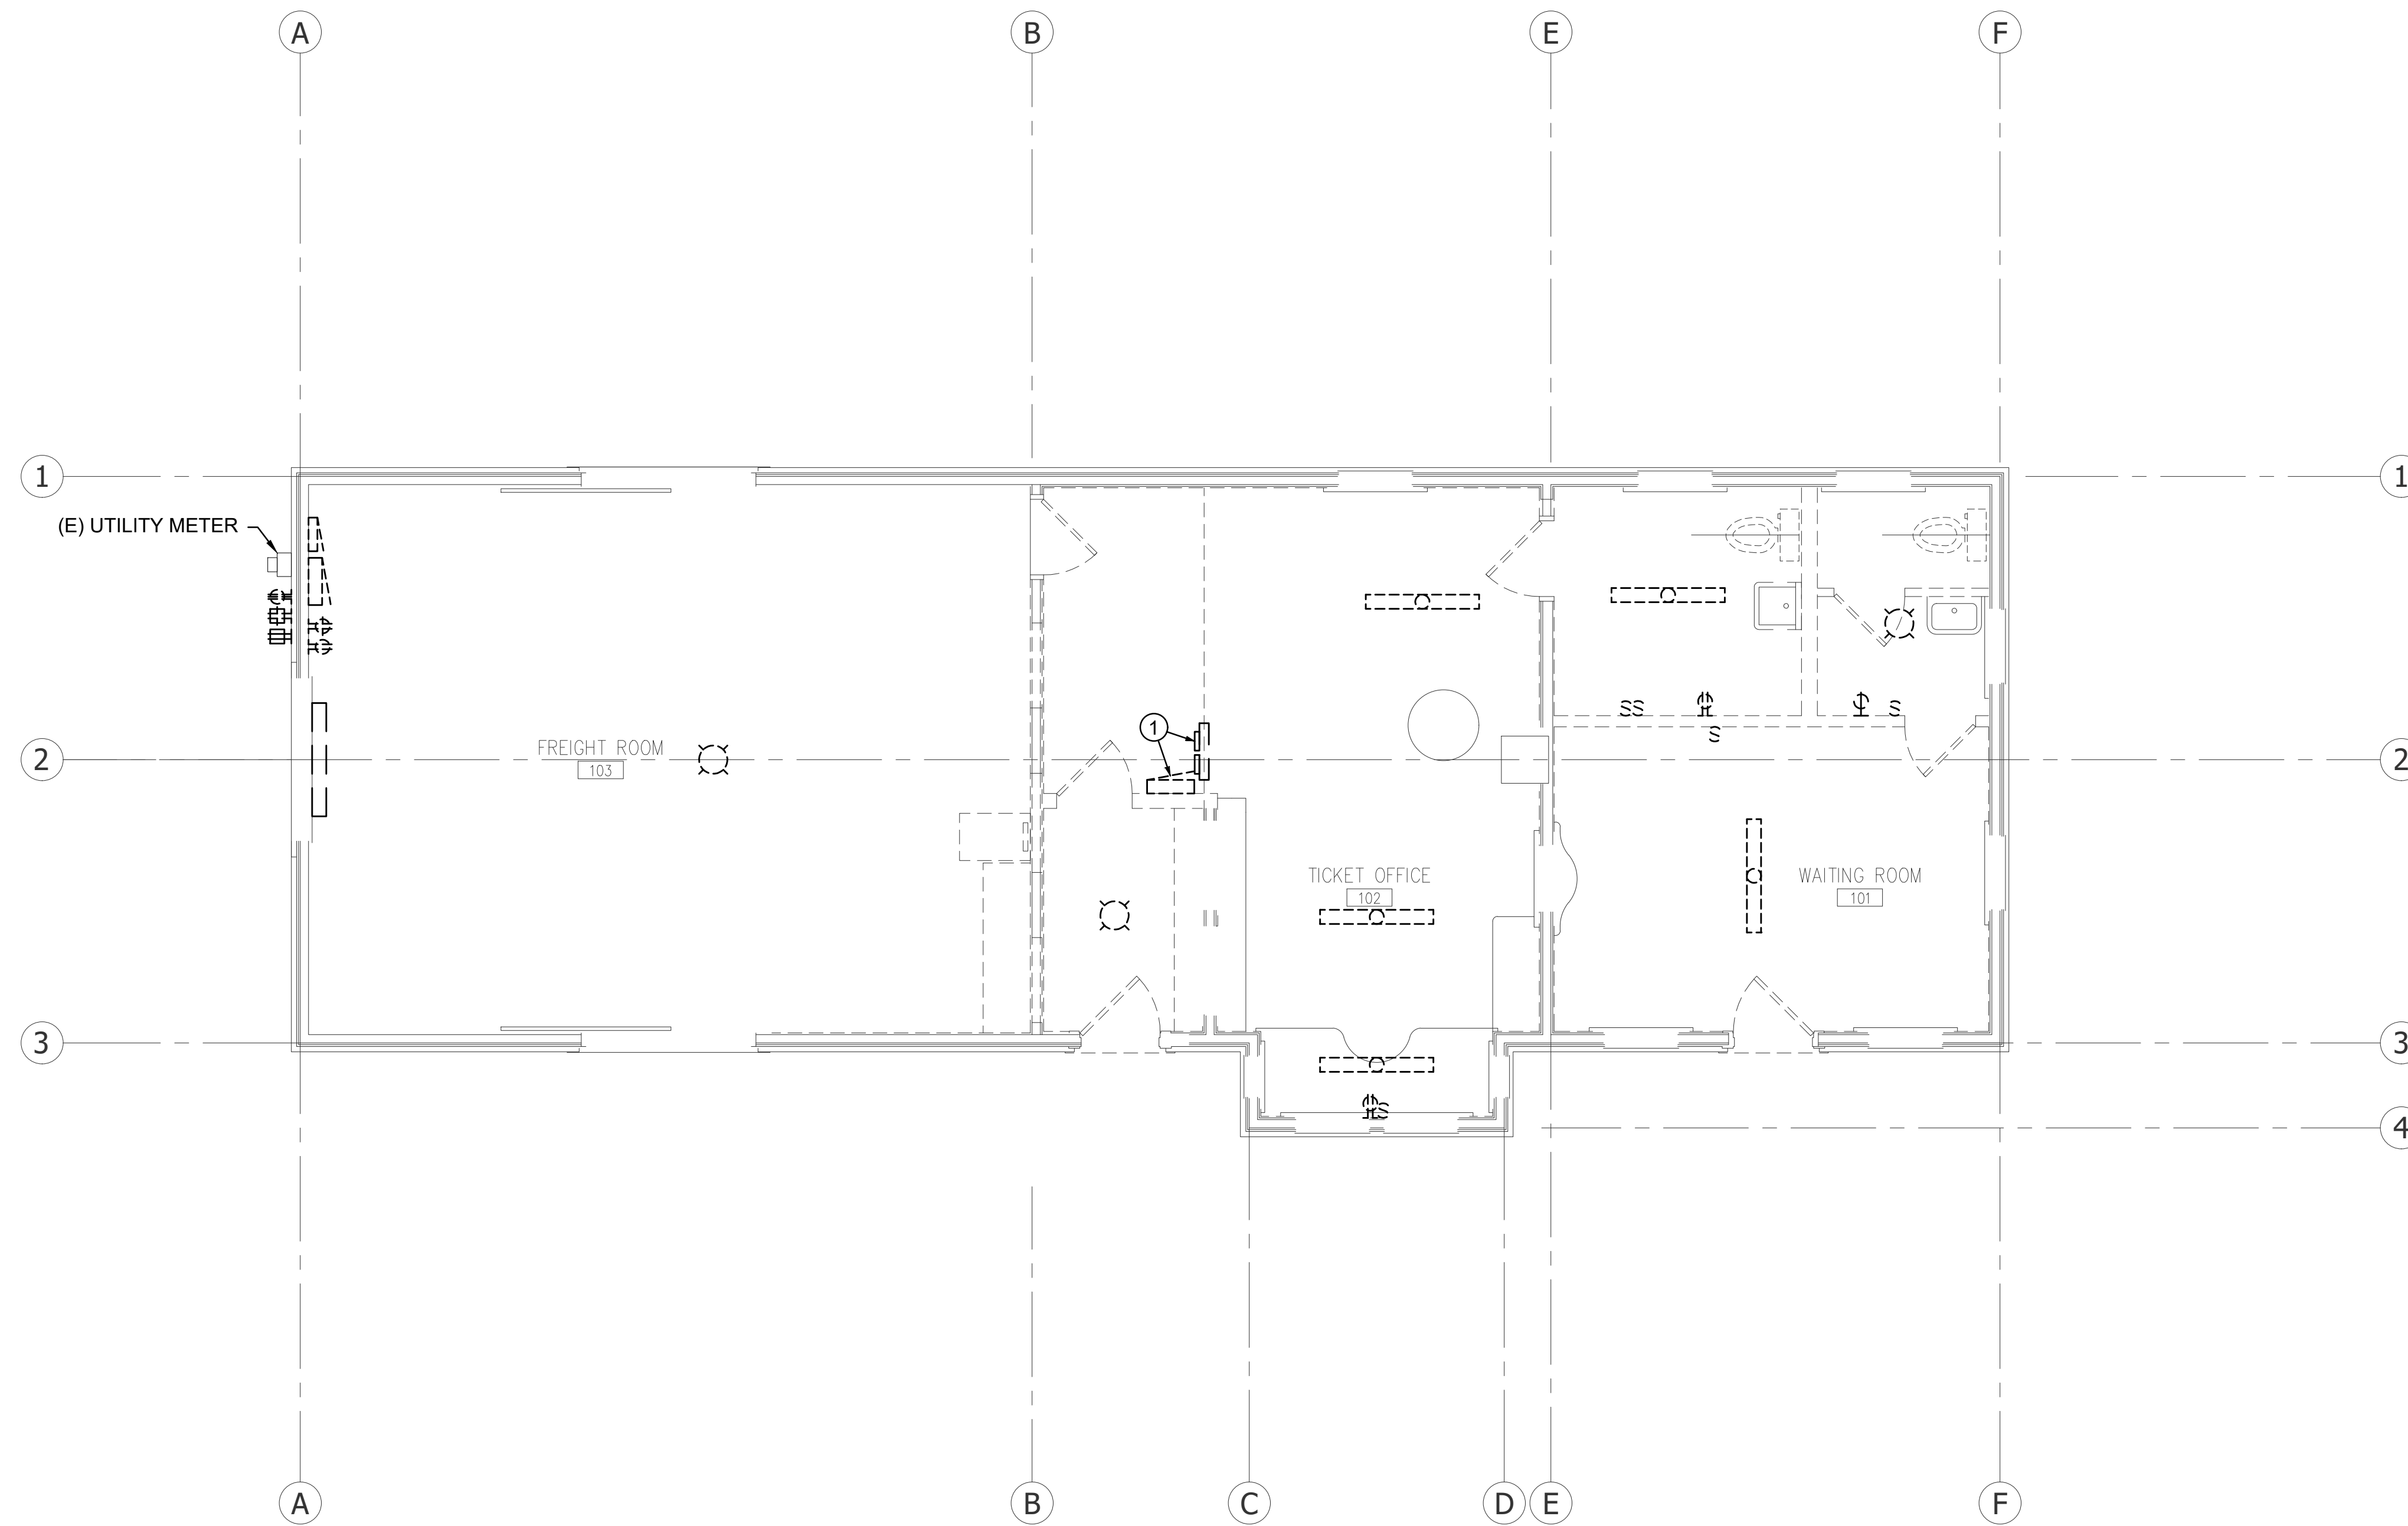 A B E F
1 1
(E) UTILITY METER
S S
S
S
1
2 2
FREIGHT ROOM
103
TICKET OFFICE
102
WAITING ROOM
101
3 3
S
4
A B C D E F